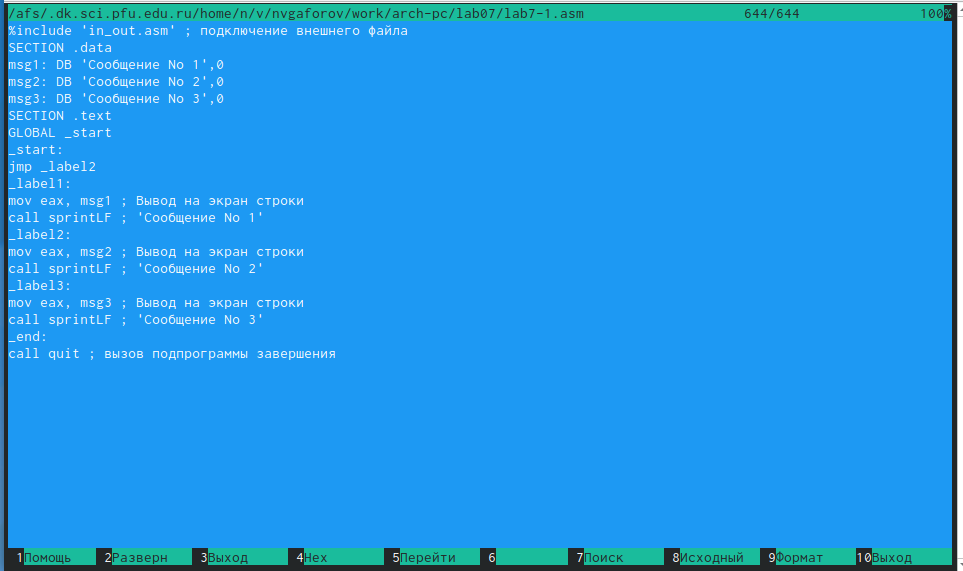 /afs/.dk.sci.pfu.edu.ru/home/n/v/nvgaforov/work/arch-pc/lab07/lab7-1.asm 644/644 100%
%include 'in_out.asm' ; подключение внешнего файла
SECTION .data
msg1: DB 'Сообщение No 1',0
msg2: DB 'Сообщение No 2',0
msg3: DB 'Сообщение No 3',0
SECTION .text
GLOBAL _start
_start:
jmp _label2
_label1:
mov eax, msg1 ; Вывод на экран строки
call sprintLF ; 'Сообщение No 1'
_label2:
mov eax, msg2 ; Вывод на экран строки
call sprintLF ; 'Сообщение No 2'
_label3:
mov eax, msg3 ; Вывод на экран строки
call sprintLF ; 'Сообщение No 3'
_end:
call quit ; вызов подпрограммы завершения
1Помощь 2Разверн 3Выход 4Hex 5Перейти 6 7Поиск 8Исходный 9Формат 10Выход